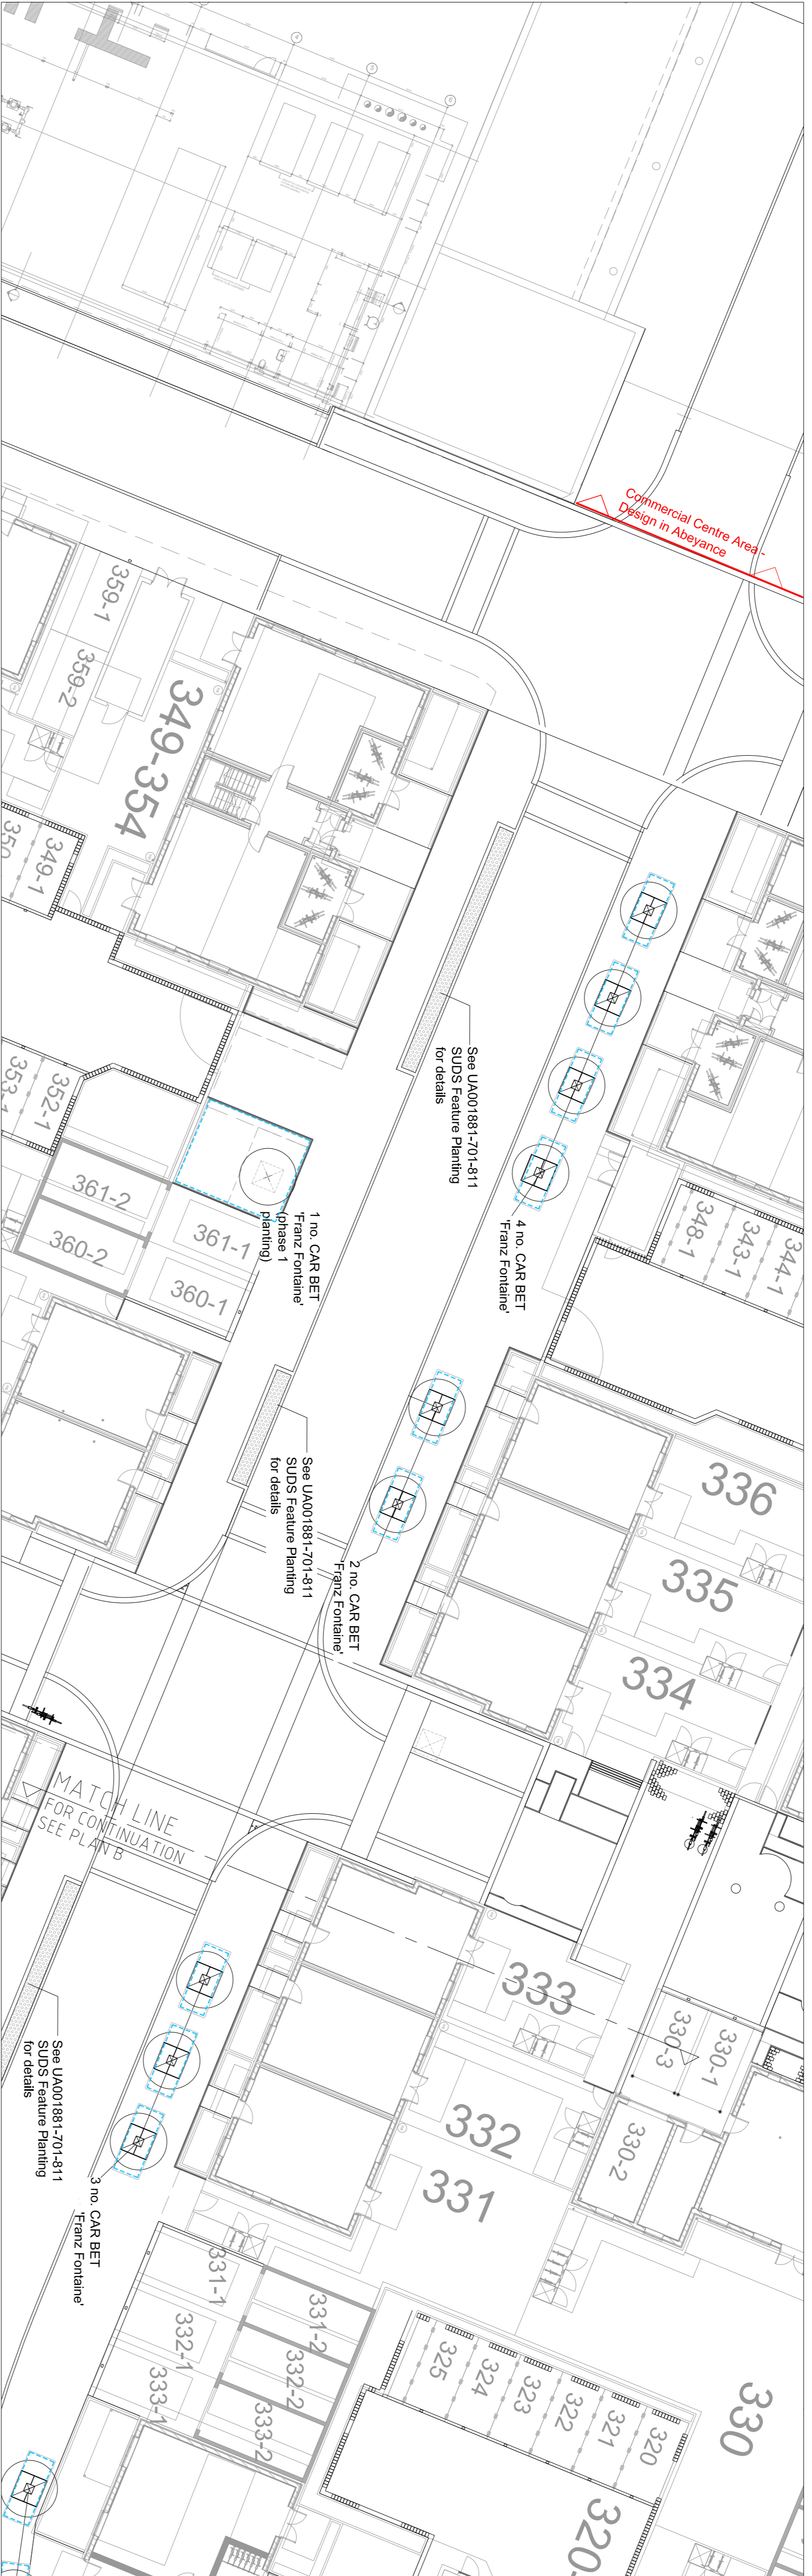 4
5
6
Commercial Centre Area -
Design in Abeyance
359-1
359-2
349-354
349-1
350
352-1
353-1
See UA001881-701-811
SUDS Feature Planting
for details
4 no. CAR BET
'Franz Fontaine'
344-1
343-1
348-1
361-2
360-2
361-1
360-1
1 no. CAR BET
'Franz Fontaine'
(phase 1
planting)
336
335
334
See UA001881-701-811
SUDS Feature Planting
for details
2 no. CAR BET
'Franz Fontaine'
MATCH LINE
FOR CONTINUATION
SEE PLAN B
333
332
331
330-1
330-3
330-2
See UA001881-701-811
SUDS Feature Planting
for details
3 no. CAR BET
'Franz Fontaine'
331-1
332-1
333-1
331-2
332-2
333-2
325
324
323
322
321
320
330
320-